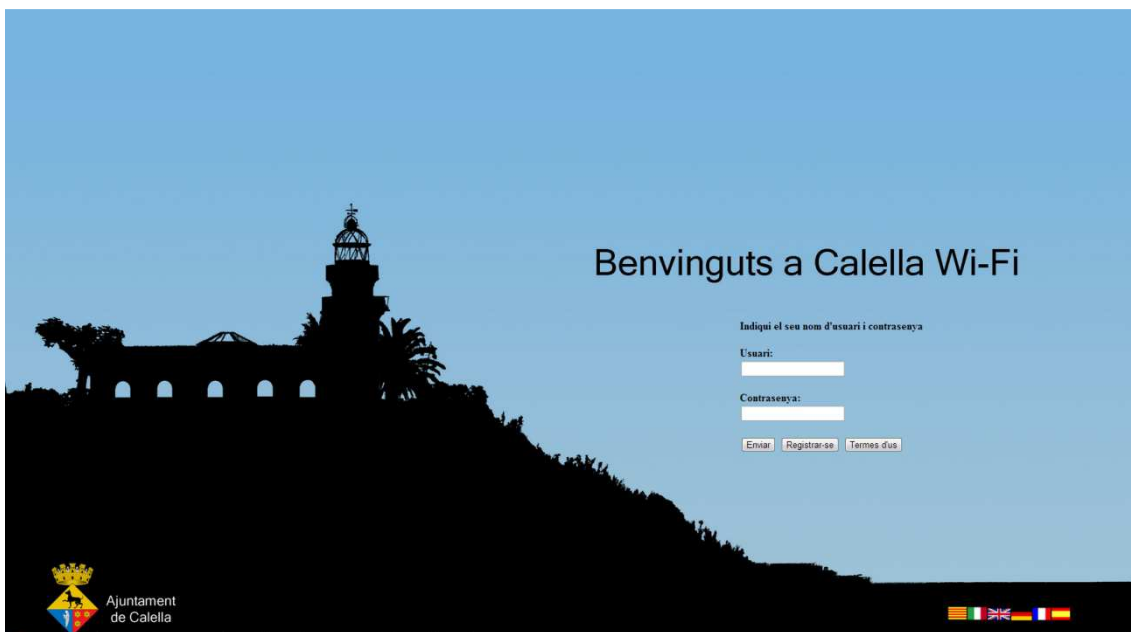 Benvinguts a Calella Wi-Fi
Indiqui el seu nom d'usuari i contrasenya
Usuari:
Contrasenya:
Enviar Registrar-se Termes d'us
Ajuntament
de Calella